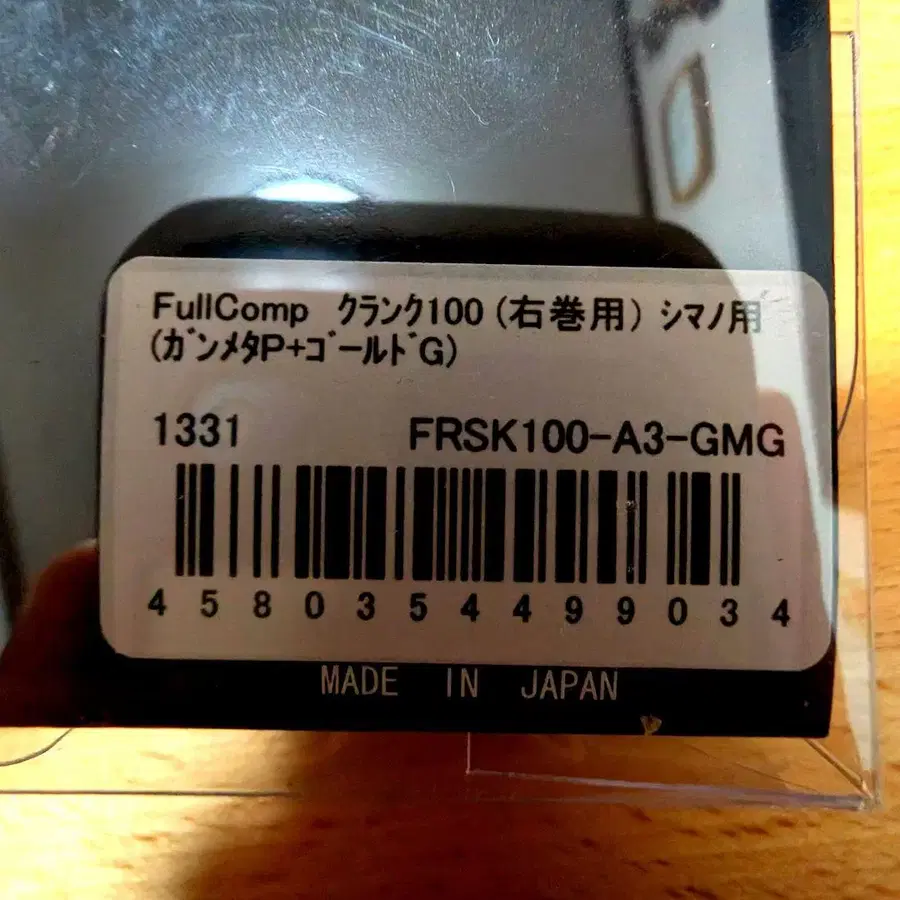 FullComp ｸﾗﾝｸ100 (右巻用) ｼﾏﾉ用
(ｶﾞﾝﾒﾀP+ｺﾞｰﾙﾄﾞG)
1331 FRSK100-A3-GMG
4580354499034
MADE IN JAPAN